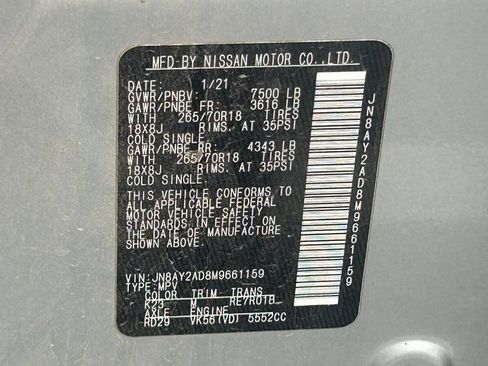 MFD BY NISSAN MOTOR CO.,LTD.
DATE: 1/21
GVWR/PNBV: 7500 LB
GAWR/PNBE FR: 3616 LB
WITH 265/70R18 TIRES
18X8J RIMS, AT 35PSI
COLD SINGLE
GAWR/PNBE RR: 4343 LB
WITH 265/70R18 TIRES
18X8J RIMS, AT 35PSI
COLD SINGLE
THIS VEHICLE CONFORMS TO
ALL APPLICABLE FEDERAL
MOTOR VEHICLE SAFETY
STANDARDS IN EFFECT ON
THE DATE OF MANUFACTURE
SHOWN ABOVE.
VIN: JN8AY2AD8M9661159
TYPE: MPV
COLOR TRIM TRANS
K23 M RE7R01B
AXLE ENGINE
RD29 VK56(VD) 5552CC
JN8AY2AD8M9661159